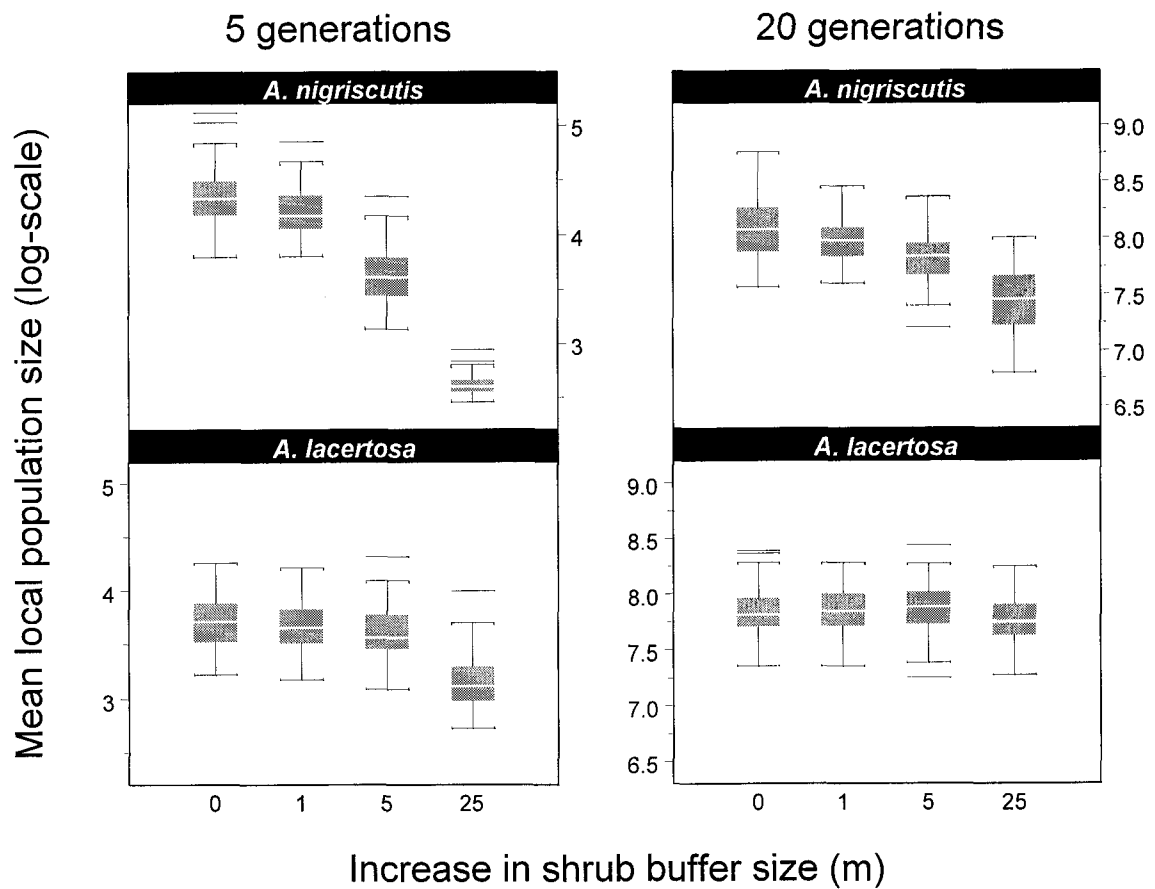 5 generations
20 generations
A. nigriscutis
A. nigriscutis
Mean local population size (log-scale)
5
4
3
9.0
8.5
8.0
7.5
7.0
6.5
A. lacertosa
A. lacertosa
5
4
3
9.0
8.5
8.0
7.5
7.0
6.5
0 1 5 25
0 1 5 25
Increase in shrub buffer size (m)